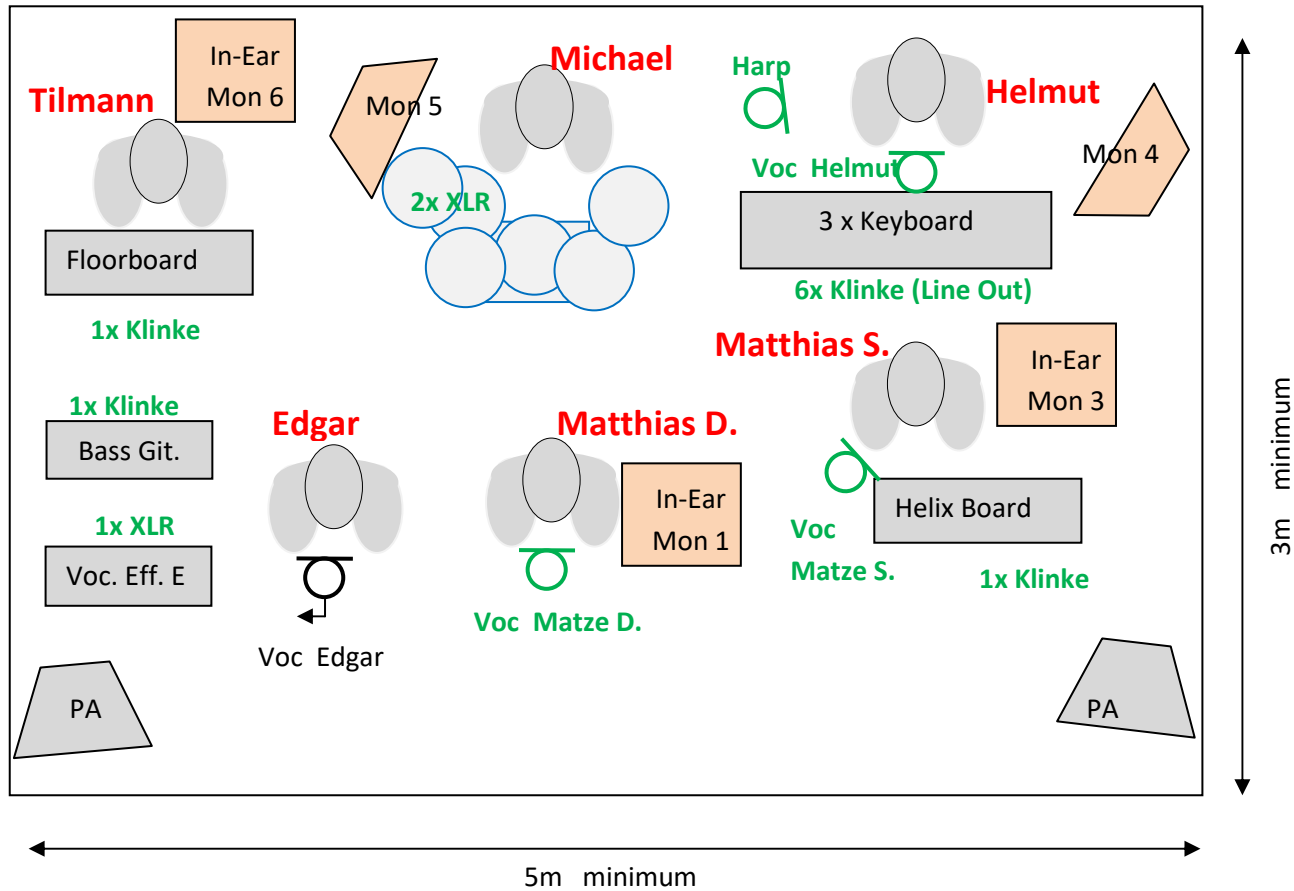 In-Ear
Mon 6
Tilmann
Mon 5
Michael
Harp
Helmut
Voc Helmut
Mon 4
2x XLR
3 x Keyboard
6x Klinke (Line Out)
Floorboard
1x Klinke
Matthias S.
In-Ear
Mon 3
1x Klinke
Bass Git.
Edgar
Matthias D.
In-Ear
Mon 1
Helix Board
1x XLR
Voc. Eff. E
Voc
Matze S.
1x Klinke
Voc Matze D.
Voc Edgar
PA
PA
3m minimum
5m minimum